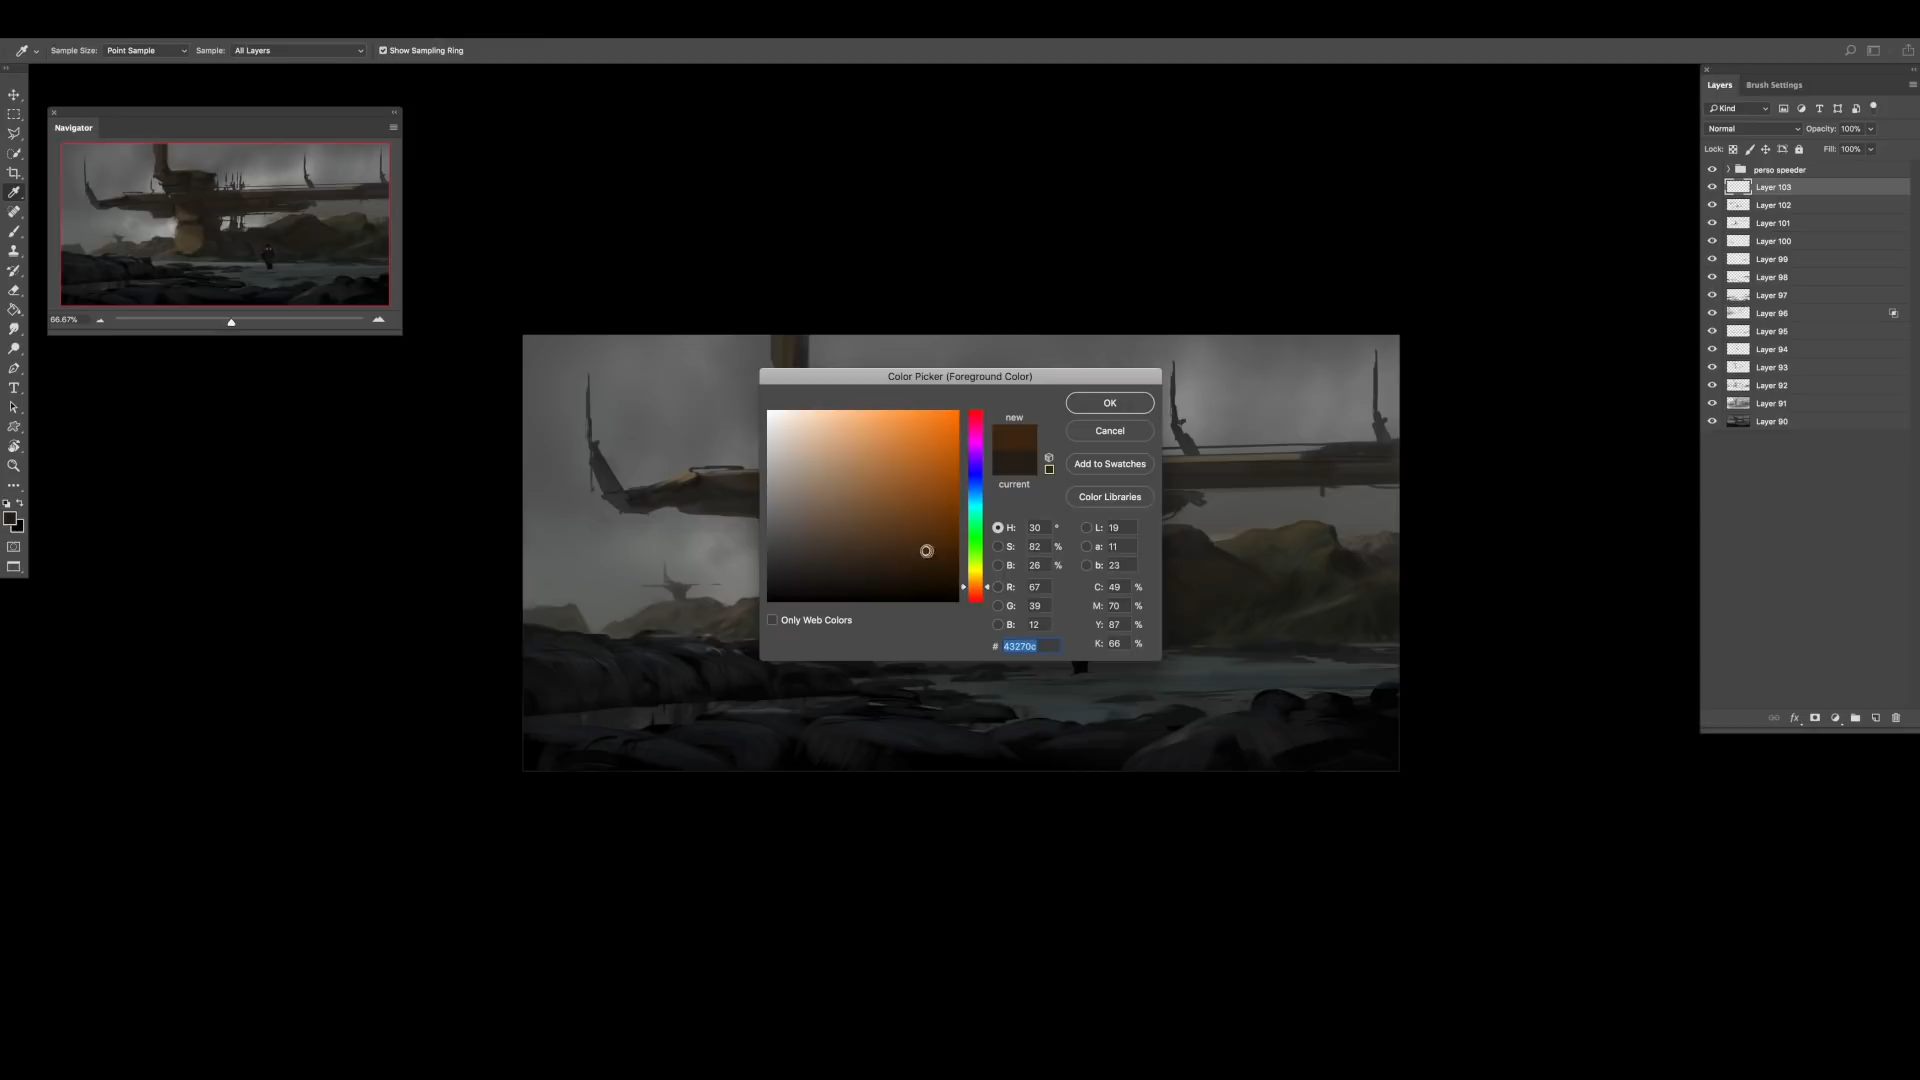 Sample Size: Point Sample Sample: All Layers Show Sampling Ring
Navigator
66.67%
Color Picker (Foreground Color)
new
current
OK
Cancel
Add to Swatches
Color Libraries
H: 30 °
S: 82 %
B: 26 %
R: 67
G: 39
B: 12
# 43270c
L: 19
a: 11
b: 23
C: 49 %
M: 70 %
Y: 87 %
K: 66 %
Only Web Colors
Layers Brush Settings
Kind
Normal Opacity: 100%
Lock: Fill: 100%
perso speeder
Layer 103
Layer 102
Layer 101
Layer 100
Layer 99
Layer 98
Layer 97
Layer 96
Layer 95
Layer 94
Layer 93
Layer 92
Layer 91
Layer 90
fx